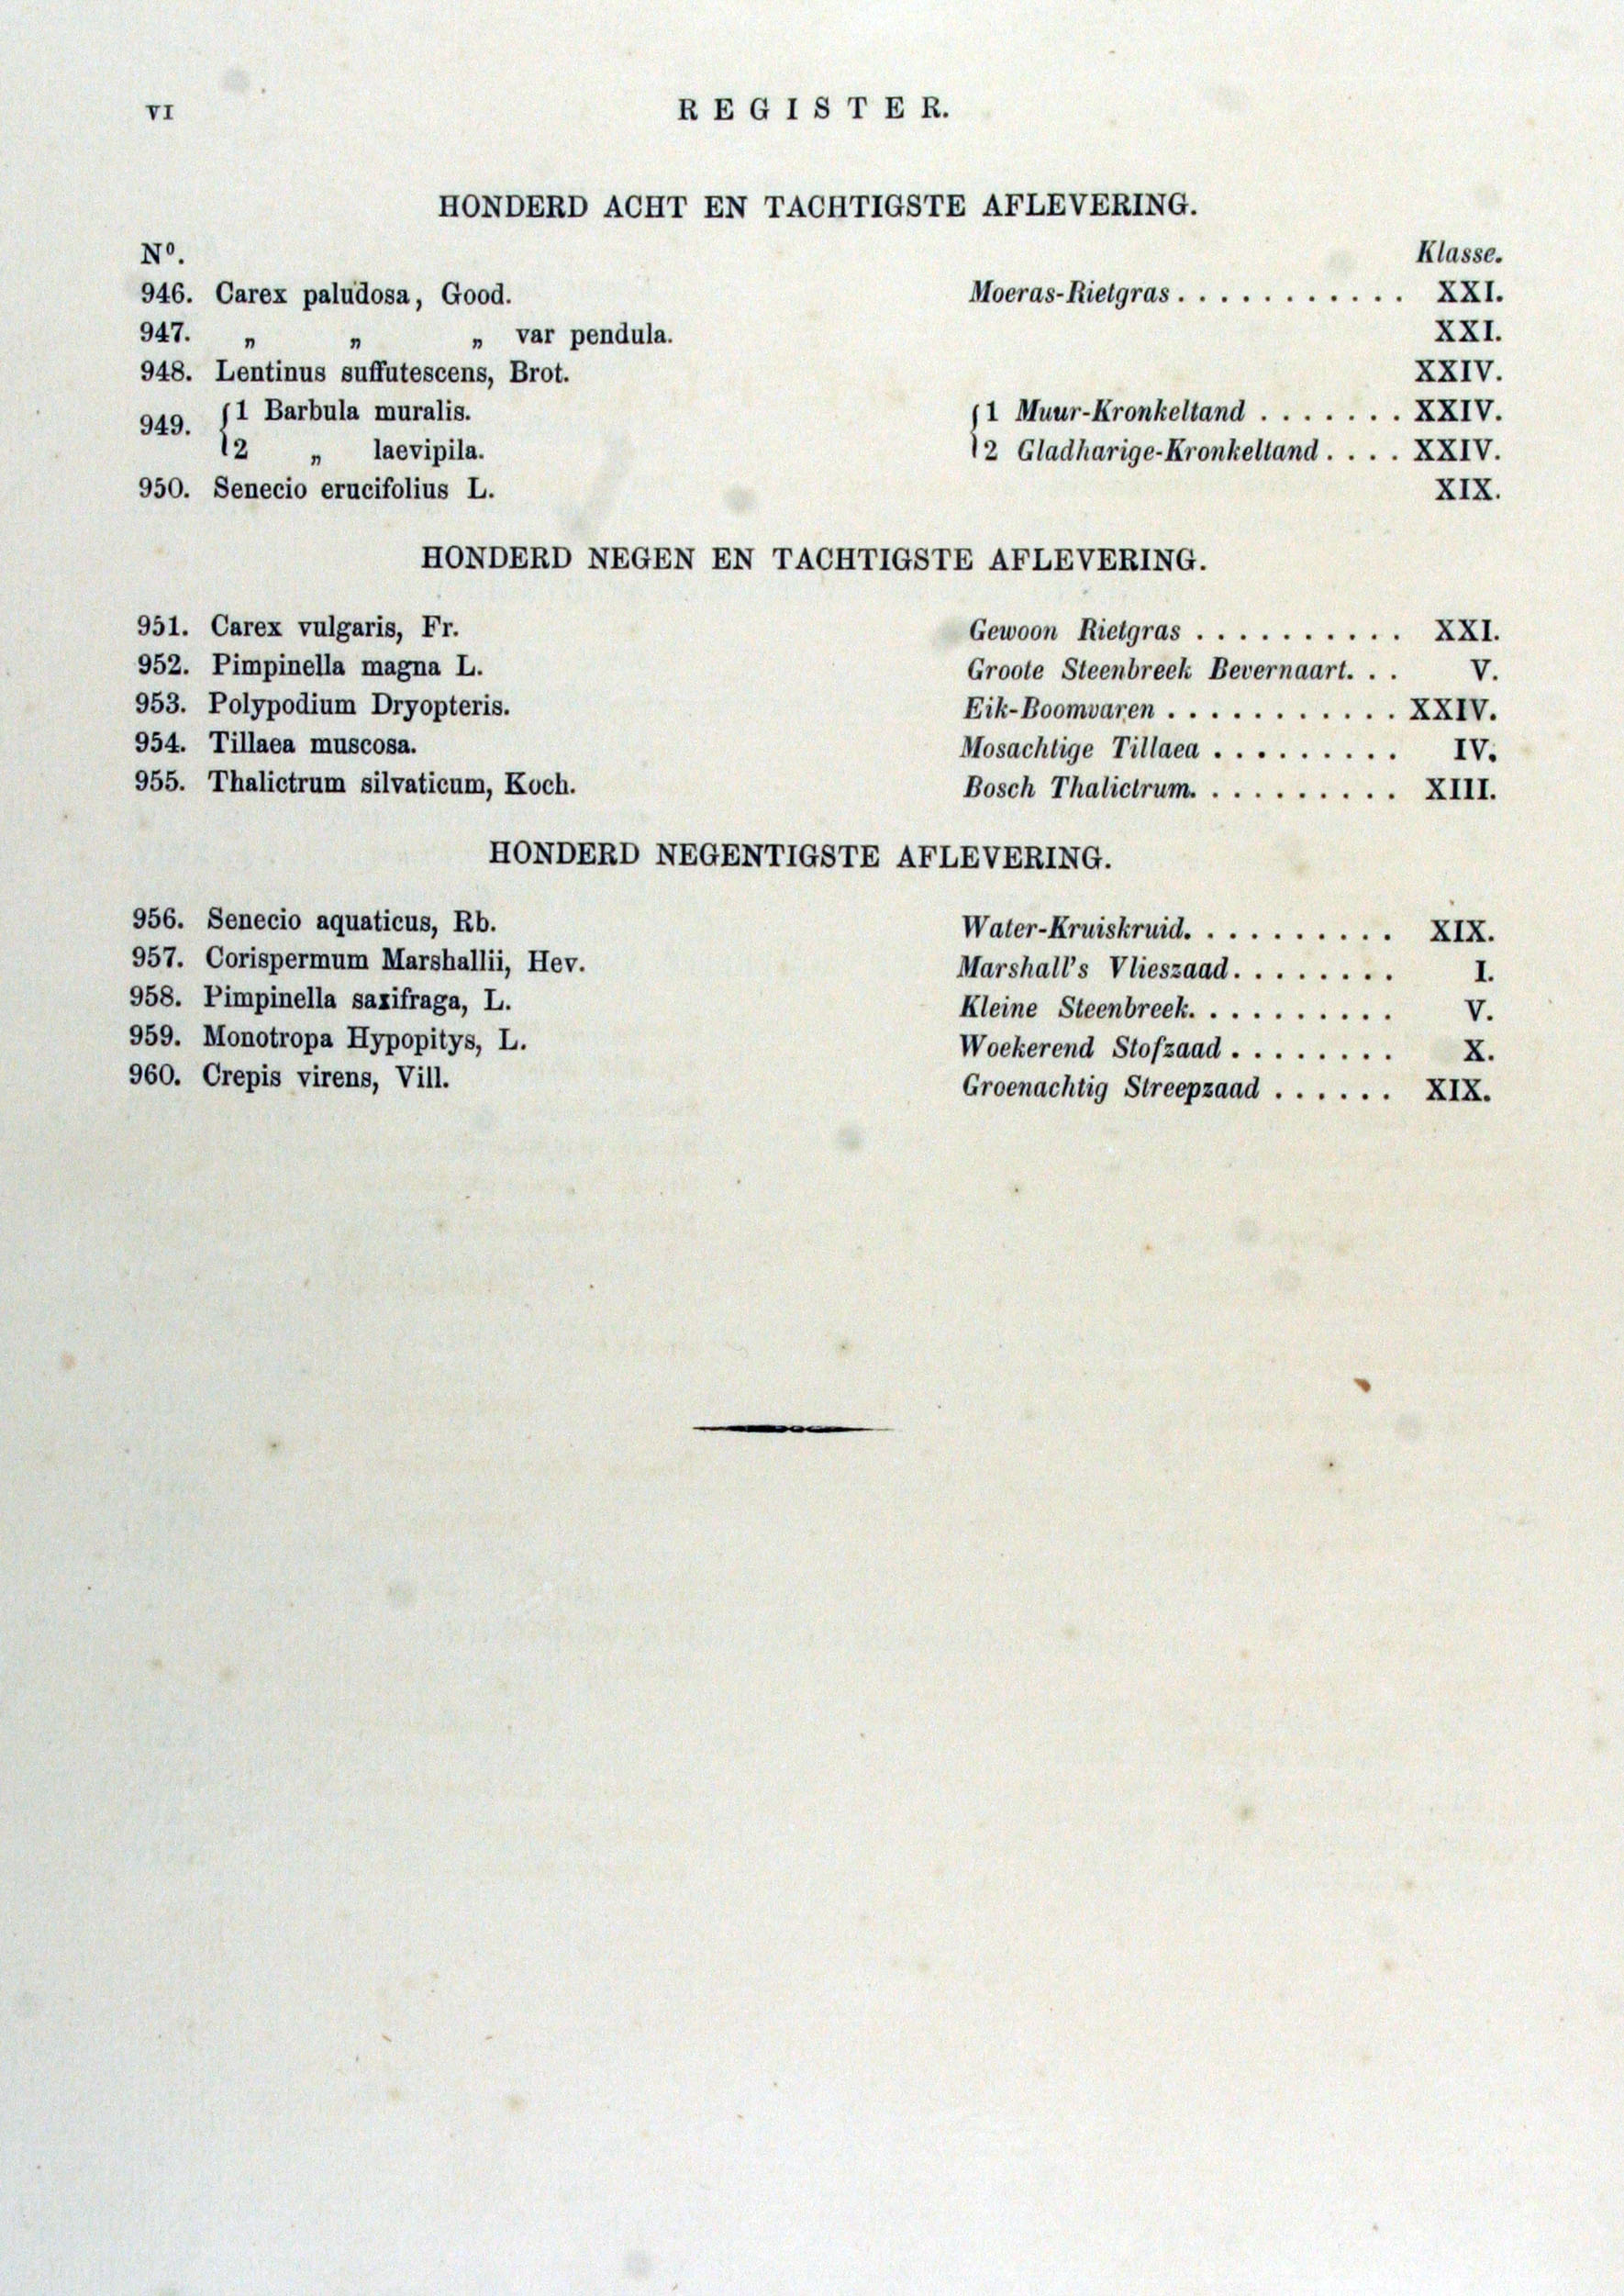 VI REGISTER.
HONDERD ACHT EN TACHTIGSTE AFLEVERING.
Nº. Klasse.
946. Carex paludosa, Good. Moeras-Rietgras . . . . . . . . . . . . XXI.
947. „ „ „ var pendula. XXI.
948. Lentinus suffutescens, Brot. XXIV.
949. {1 Barbula muralis. {1 Muur-Kronkeltand . . . . . . . XXIV.
{2 „ laevipila. {2 Gladharige-Kronkeltand . . . . XXIV.
950. Senecio erucifolius L. XIX.
HONDERD NEGEN EN TACHTIGSTE AFLEVERING.
951. Carex vulgaris, Fr. Gewoon Rietgras . . . . . . . . . . XXI.
952. Pimpinella magna L. Groote Steenbreek Bevernaart. . . V.
953. Polypodium Dryopteris. Eik-Boomvaren . . . . . . . . . . . XXIV.
954. Tillaea muscosa. Mosachtige Tillaea . . . . . . . . . IV.
955. Thalictrum silvaticum, Koch. Bosch Thalictrum. . . . . . . . . . XIII.
HONDERD NEGENTIGSTE AFLEVERING.
956. Senecio aquaticus, Rb. Water-Kruiskruid. . . . . . . . . . XIX.
957. Corispermum Marshallii, Hev. Marshall's Vlieszaad. . . . . . . . I.
958. Pimpinella saxifraga, L. Kleine Steenbreek. . . . . . . . . . V.
959. Monotropa Hypopitys, L. Woekerend Stofzaad . . . . . . . . X.
960. Crepis virens, Vill. Groenachtig Streepzaad . . . . . . XIX.